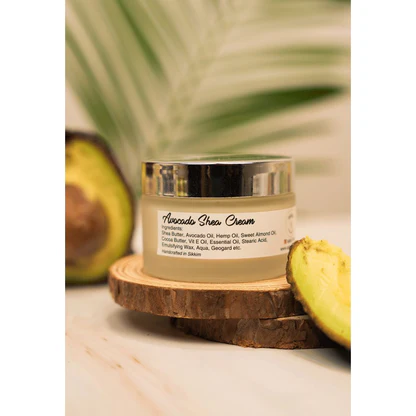 Avocado Shea Cream
Ingredients:
Shea Butter, Avocado Oil, Hemp Oil, Sweet Almond Oil,
Cocoa Butter, Vit E Oil, Essential Oil, Stearic Acid,
Emulsifying Wax, Aqua, Geogard etc.
Handcrafted in Sikkim